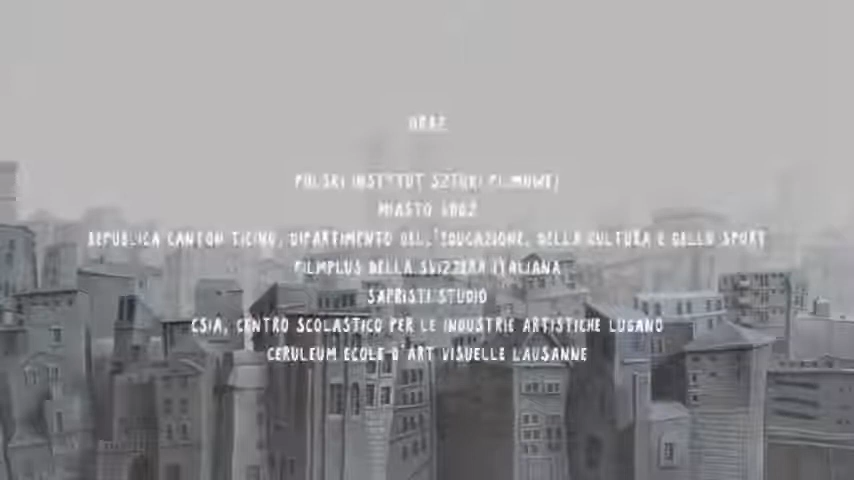 ORAZ
POLSKI INSTYTUT SZTUKI FILMOWEJ
MIASTO ŁÓDŹ
REPUBLICA CANTON TICINO, DIPARTIMENTO DELL'EDUCAZIONE, DELLA CULTURA E DELLO SPORT
FILMPLUS DELLA SVIZZERA ITALIANA
SAPRISTI STUDIO
CSIA, CENTRO SCOLASTICO PER LE INDUSTRIE ARTISTICHE LUGANO
CERULEUM ECOLE D'ART VISUELLE LAUSANNE